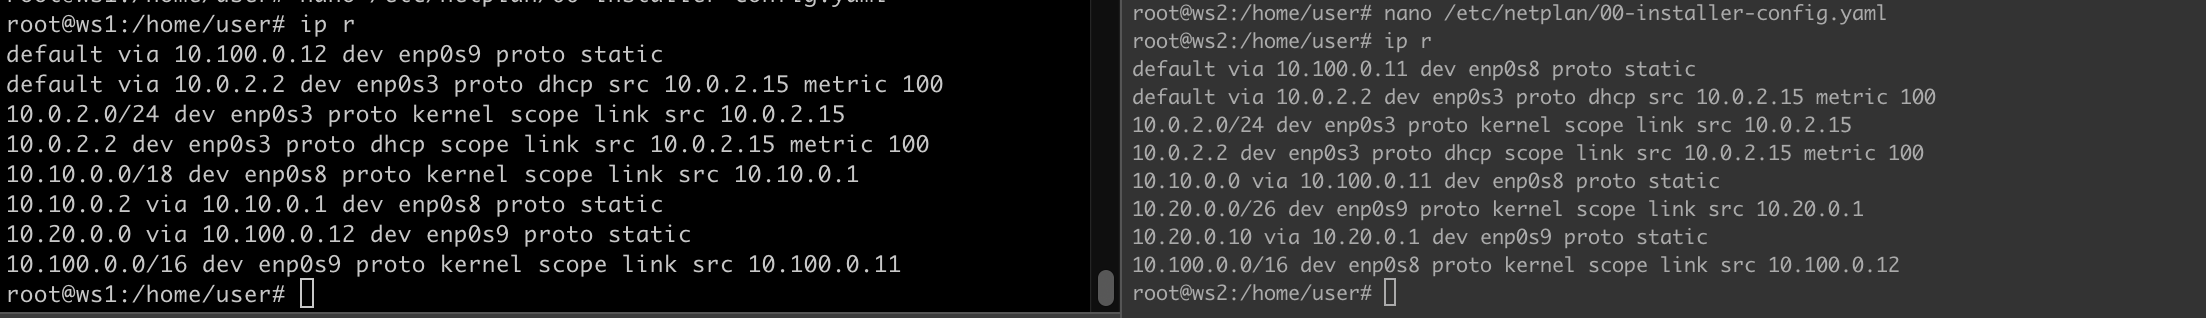 root@ws1:/home/user# nano /etc/netplan/00-installer-config.yaml
root@ws1:/home/user# ip r
default via 10.100.0.12 dev enp0s9 proto static
default via 10.0.2.2 dev enp0s3 proto dhcp src 10.0.2.15 metric 100
10.0.2.0/24 dev enp0s3 proto kernel scope link src 10.0.2.15
10.0.2.2 dev enp0s3 proto dhcp scope link src 10.0.2.15 metric 100
10.10.0.0/18 dev enp0s8 proto kernel scope link src 10.10.0.1
10.10.0.2 via 10.10.0.1 dev enp0s8 proto static
10.20.0.0 via 10.100.0.12 dev enp0s9 proto static
10.100.0.0/16 dev enp0s9 proto kernel scope link src 10.100.0.11
root@ws1:/home/user#
root@ws2:/home/user# nano /etc/netplan/00-installer-config.yaml
root@ws2:/home/user# ip r
default via 10.100.0.11 dev enp0s8 proto static
default via 10.0.2.2 dev enp0s3 proto dhcp src 10.0.2.15 metric 100
10.0.2.0/24 dev enp0s3 proto kernel scope link src 10.0.2.15
10.0.2.2 dev enp0s3 proto dhcp scope link src 10.0.2.15 metric 100
10.10.0.0 via 10.100.0.11 dev enp0s8 proto static
10.20.0.0/26 dev enp0s9 proto kernel scope link src 10.20.0.1
10.20.0.10 via 10.20.0.1 dev enp0s9 proto static
10.100.0.0/16 dev enp0s8 proto kernel scope link src 10.100.0.12
root@ws2:/home/user#